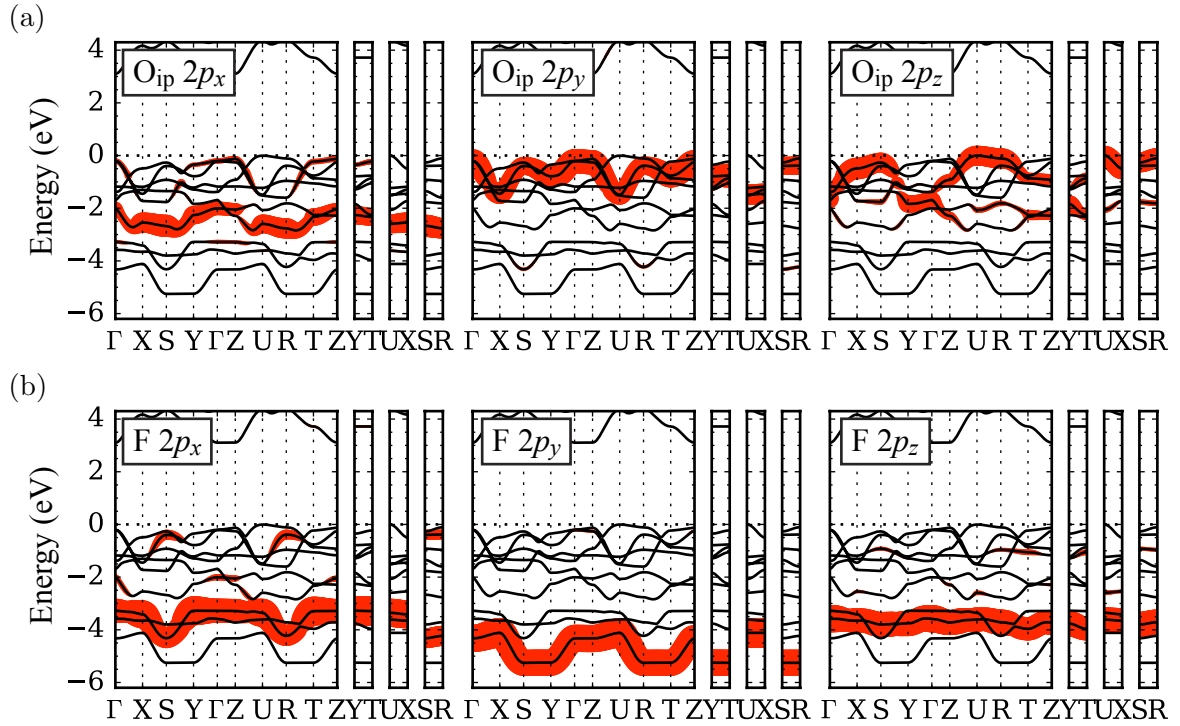 (a)
O_ip 2p_x O_ip 2p_y O_ip 2p_z
Energy (eV)
4
2
0
−2
−4
−6
Γ X S Y Γ Z U R T Z Y T U X S R Γ X S Y Γ Z U R T Z Y T U X S R Γ X S Y Γ Z U R T Z Y T U X S R
(b)
F 2p_x F 2p_y F 2p_z
Energy (eV)
4
2
0
−2
−4
−6
Γ X S Y Γ Z U R T Z Y T U X S R Γ X S Y Γ Z U R T Z Y T U X S R Γ X S Y Γ Z U R T Z Y T U X S R